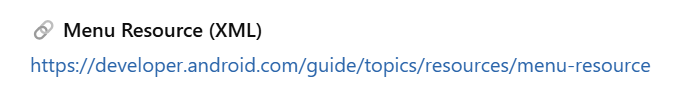 Menu Resource (XML)
https://developer.android.com/guide/topics/resources/menu-resource